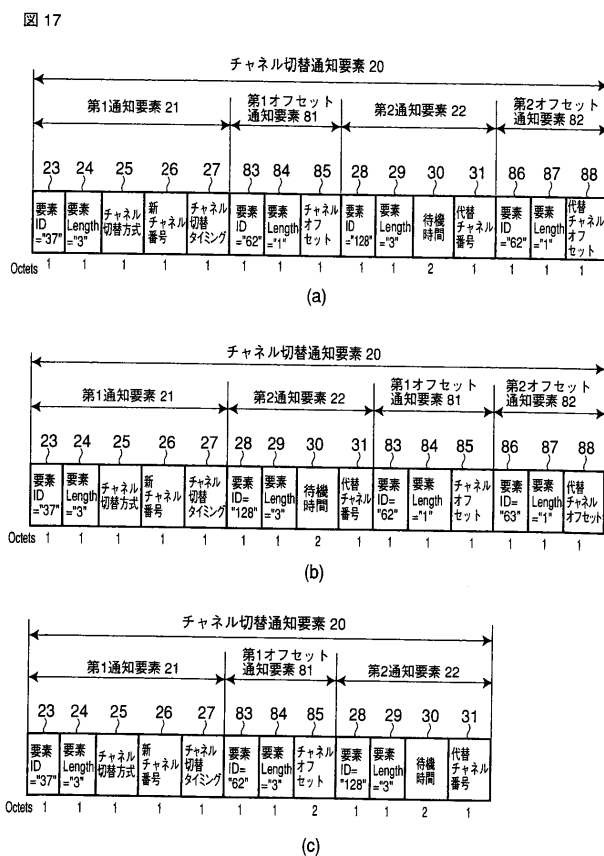 図 17
チャネル切替通知要素 20
第1通知要素 21
第1オフセット
通知要素 81
第2通知要素 22
第2オフセット
通知要素 82
23 24 25 26 27 83 84 85 28 29 30 31 86 87 88
要素
ID
="37"
要素
Length
="3"
チャネル
切替方式
新
チャネル
番号
チャネル
切替
タイミング
要素
ID
="62"
要素
Length
="1"
チャネル
オフ
セット
要素
ID
="128"
要素
Length
="3"
待機
時間
代替
チャネル
番号
要素
ID
="62"
要素
Length
="1"
代替
チャネル
オフ
セット
Octets 1 1 1 1 1 1 1 1 1 1 2 1 1 1 1
(a)
チャネル切替通知要素 20
第1通知要素 21
第2通知要素 22
第1オフセット
通知要素 81
第2オフセット
通知要素 82
23 24 25 26 27 28 29 30 31 83 84 85 86 87 88
要素
ID
="37"
要素
Length
="3"
チャネル
切替方式
新
チャネル
番号
チャネル
切替
タイミング
要素
ID=
"128"
要素
Length
="3"
待機
時間
代替
チャネル
番号
要素
ID=
"62"
要素
Length=
"1"
チャネル
オフ
セット
要素
ID=
"63"
要素
Length
="1"
代替
チャネル
オフセット
Octets 1 1 1 1 1 1 1 2 1 1 1 1 1 1 1
(b)
チャネル切替通知要素 20
第1通知要素 21
第1オフセット
通知要素 81
第2通知要素 22
23 24 25 26 27 83 84 85 28 29 30 31
要素
ID
="37"
要素
Length
="3"
チャネル
切替方式
新
チャネル
番号
チャネル
切替
タイミング
要素
ID=
"62"
要素
Length
="3"
チャネル
オフ
セット
要素
ID=
"128"
要素
Length
="3"
待機
時間
代替
チャネル
番号
Octets 1 1 1 1 1 1 1 2 1 1 2 1
(c)